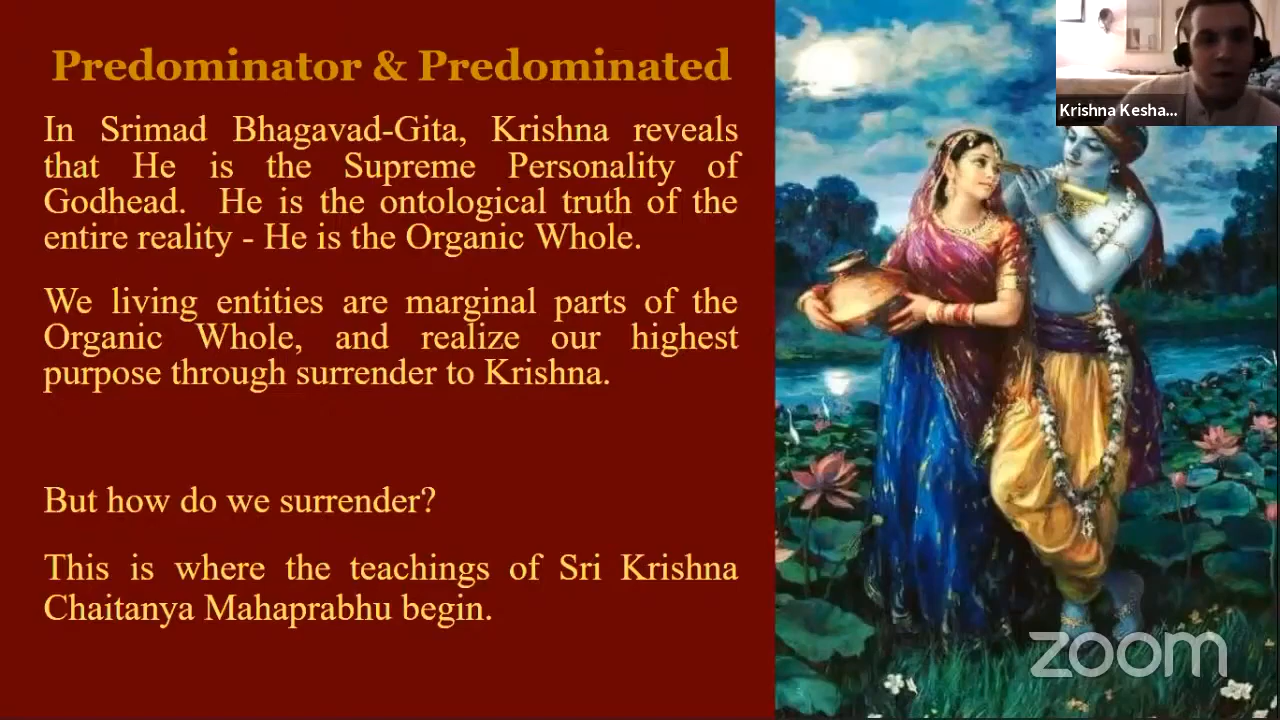 Predominator & Predominated
In Srimad Bhagavad-Gita, Krishna reveals
that He is the Supreme Personality of
Godhead. He is the ontological truth of the
entire reality - He is the Organic Whole.
We living entities are marginal parts of the
Organic Whole, and realize our highest
purpose through surrender to Krishna.
But how do we surrender?
This is where the teachings of Sri Krishna
Chaitanya Mahaprabhu begin.
Krishna Kesha...
zoom